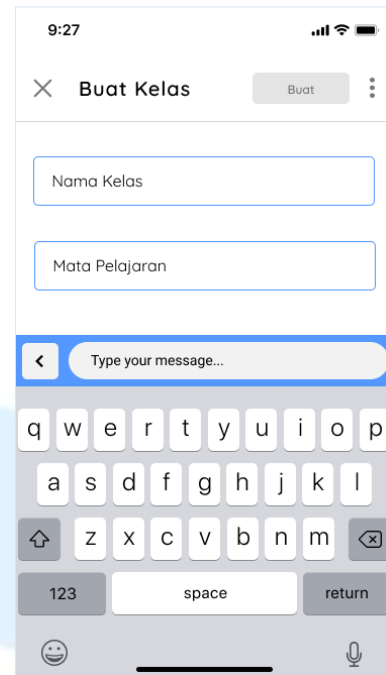 9:27
Buat Kelas
Buat
Nama Kelas
Mata Pelajaran
Type your message...
q w e r t y u i o p
a s d f g h j k l
z x c v b n m
123 space return